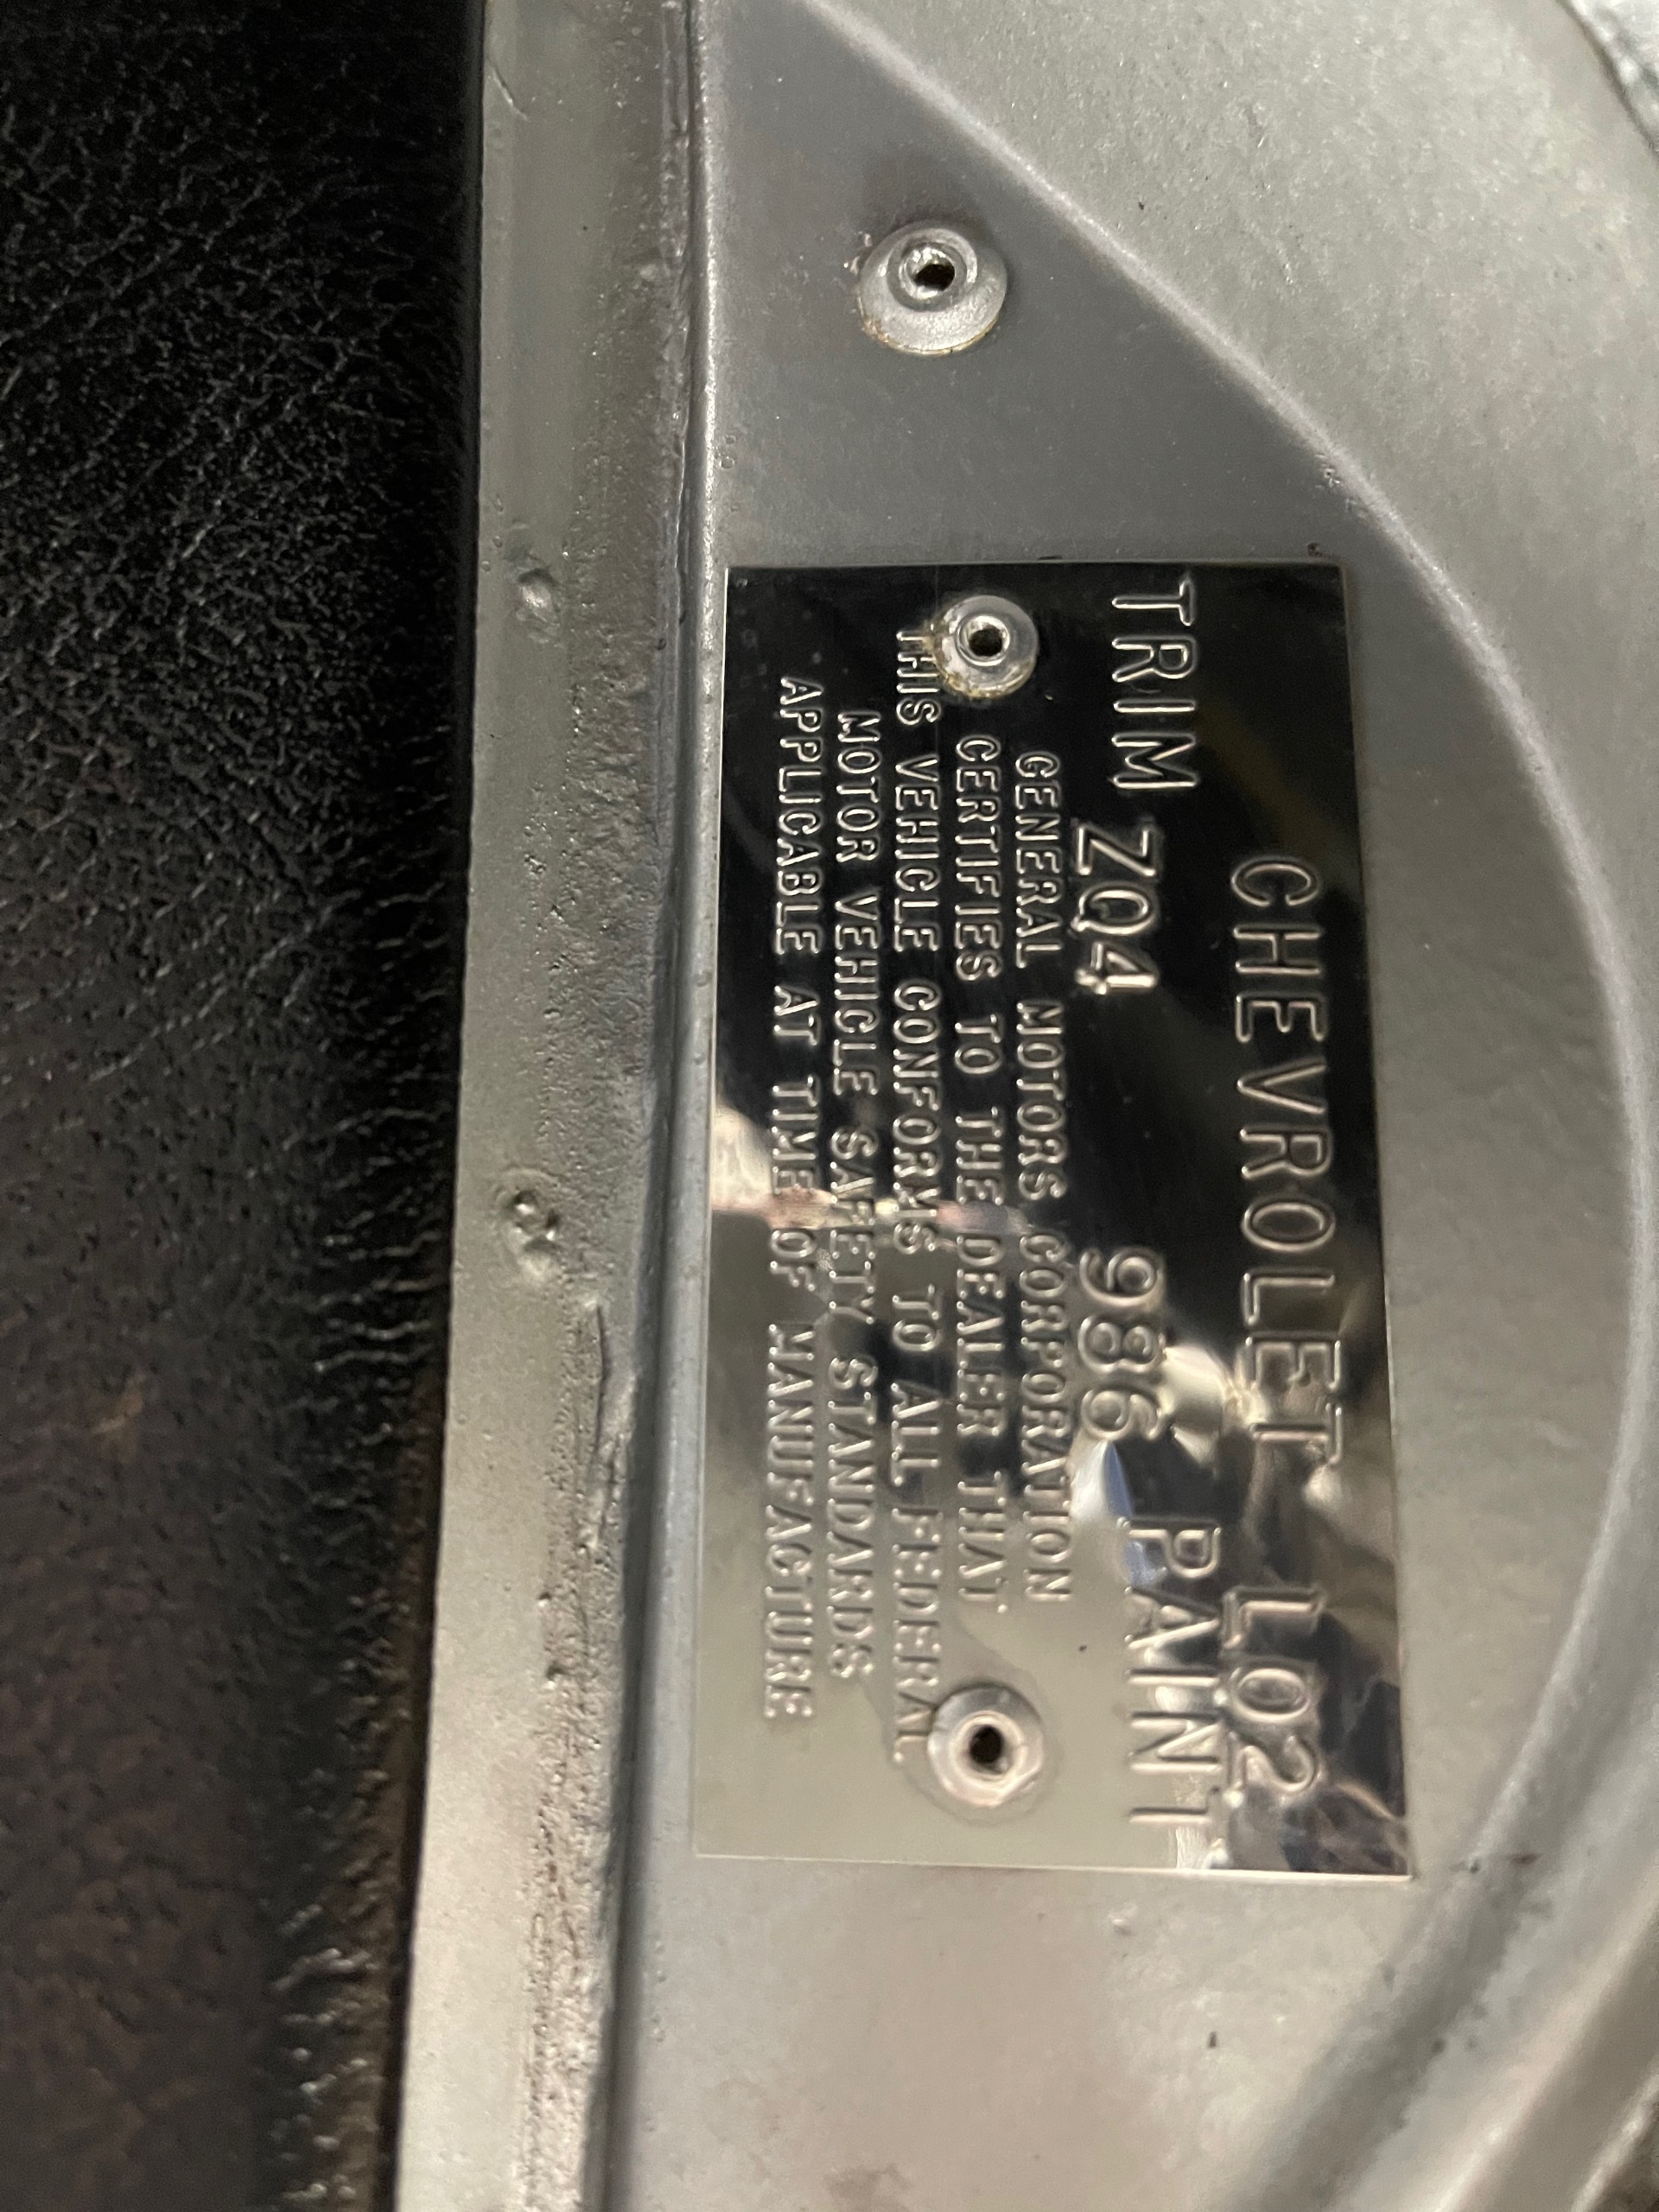 CHEVROLET L02
TRIM ZQ4 986 PAINT
GENERAL MOTORS CORPORATION
CERTIFIES TO THE DEALER THAT
THIS VEHICLE CONFORMS TO ALL FEDERAL
MOTOR VEHICLE SAFETY STANDARDS
APPLICABLE AT TIME OF MANUFACTURE